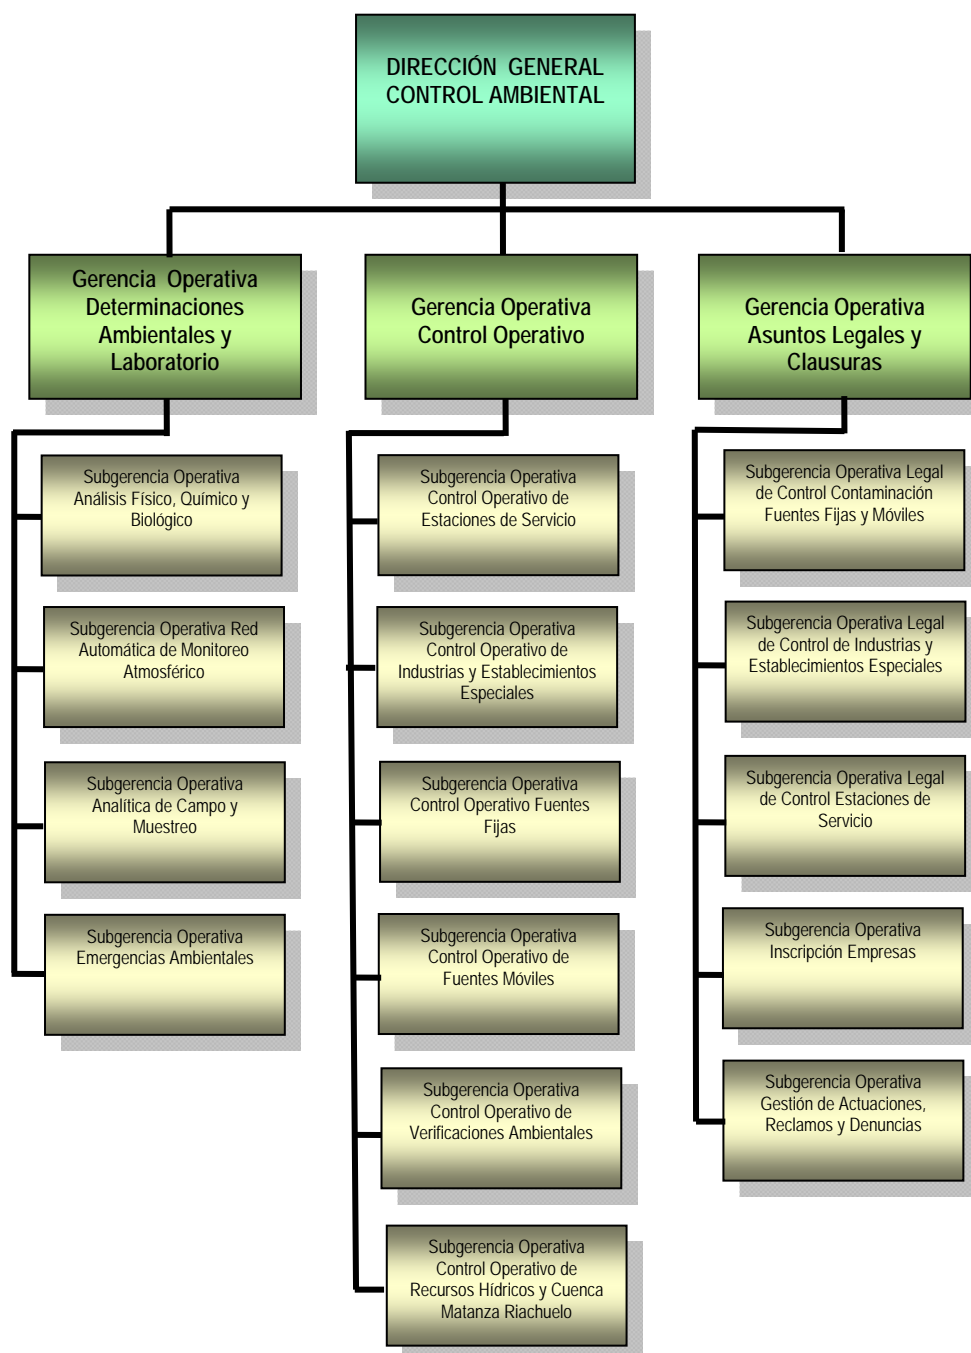 DIRECCIÓN GENERAL
CONTROL AMBIENTAL
Gerencia Operativa
Determinaciones
Ambientales y
Laboratorio
Gerencia Operativa
Control Operativo
Gerencia Operativa
Asuntos Legales y
Clausuras
Subgerencia Operativa
Análisis Físico, Químico y
Biológico
Subgerencia Operativa Red
Automática de Monitoreo
Atmosférico
Subgerencia Operativa
Analítica de Campo y
Muestreo
Subgerencia Operativa
Emergencias Ambientales
Subgerencia Operativa
Control Operativo de
Estaciones de Servicio
Subgerencia Operativa
Control Operativo de
Industrias y Establecimientos
Especiales
Subgerencia Operativa
Control Operativo Fuentes
Fijas
Subgerencia Operativa
Control Operativo de
Fuentes Móviles
Subgerencia Operativa
Control Operativo de
Verificaciones Ambientales
Subgerencia Operativa
Control Operativo de
Recursos Hídricos y Cuenca
Matanza Riachuelo
Subgerencia Operativa Legal
de Control Contaminación
Fuentes Fijas y Móviles
Subgerencia Operativa Legal
de Control de Industrias y
Establecimientos Especiales
Subgerencia Operativa Legal
de Control Estaciones de
Servicio
Subgerencia Operativa
Inscripción Empresas
Subgerencia Operativa
Gestión de Actuaciones,
Reclamos y Denuncias